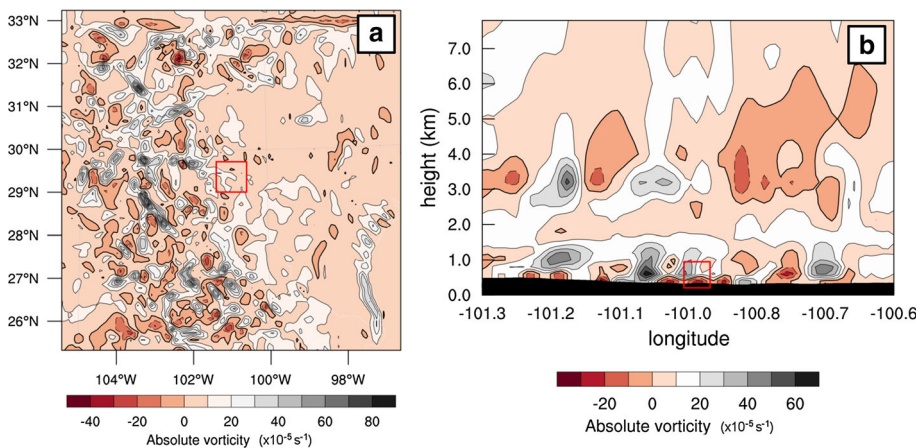 a
33°N
32°N
31°N
30°N
29°N
28°N
27°N
26°N
104°W 102°W 100°W 98°W
-40 -20 0 20 40 60 80
Absolute vorticity (x10⁻⁵ s⁻¹)
b
height (km)
7.0
6.0
5.0
4.0
3.0
2.0
1.0
0.0
-101.3 -101.2 -101.1 -101.0 -100.8 -100.7 -100.6
longitude
-20 0 20 40 60
Absolute vorticity (x10⁻⁵ s⁻¹)